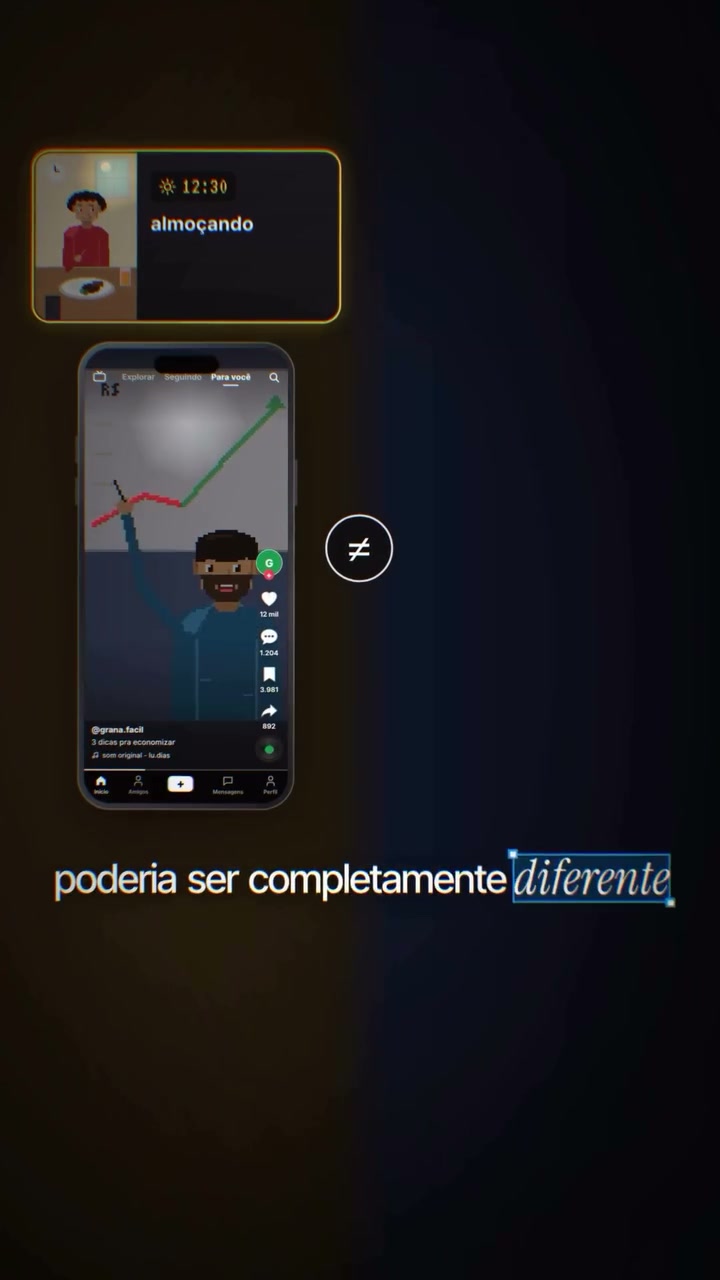 12:30
almoçando
Explorar Seguindo Para você
R$
G
12 mil
1.204
3.981
892
@grana.facil
3 dicas pra economizar
som original - lu.dias
Início Amigos Mensagens Perfil
≠
poderia ser completamente diferente